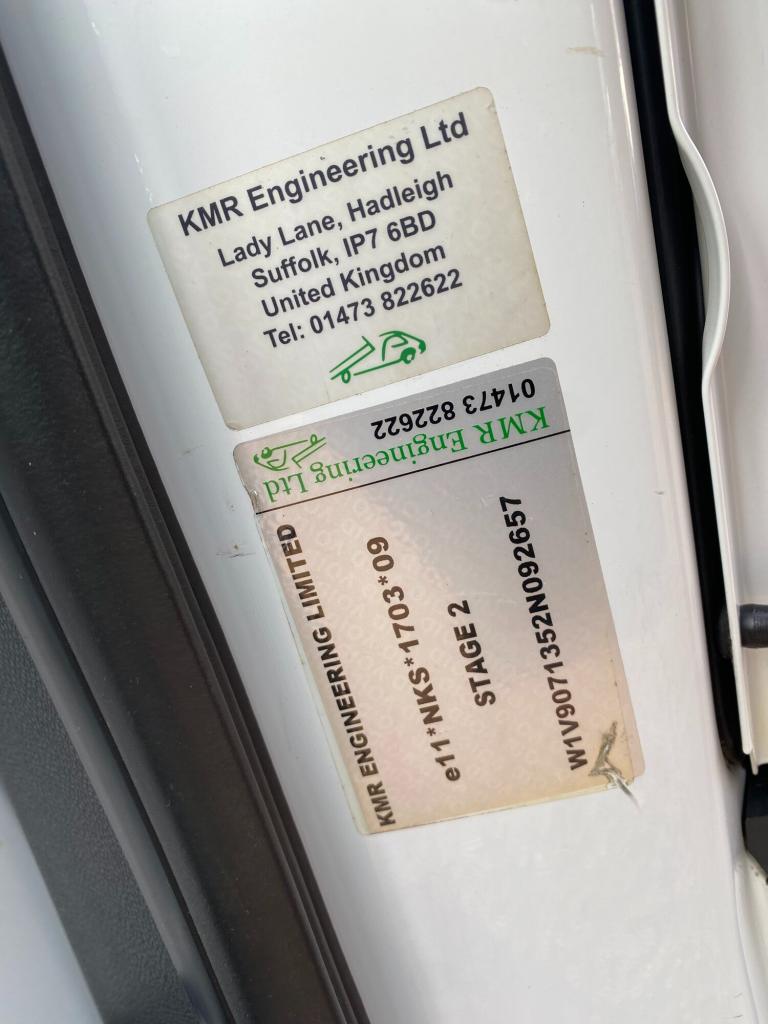 KMR Engineering Ltd
Lady Lane, Hadleigh
Suffolk, IP7 6BD
United Kingdom
Tel: 01473 822622
KMR Engineering Ltd
01473 822622
KMR ENGINEERING LIMITED
e11*NKS*1703*09
STAGE 2
W1V9071352N092657